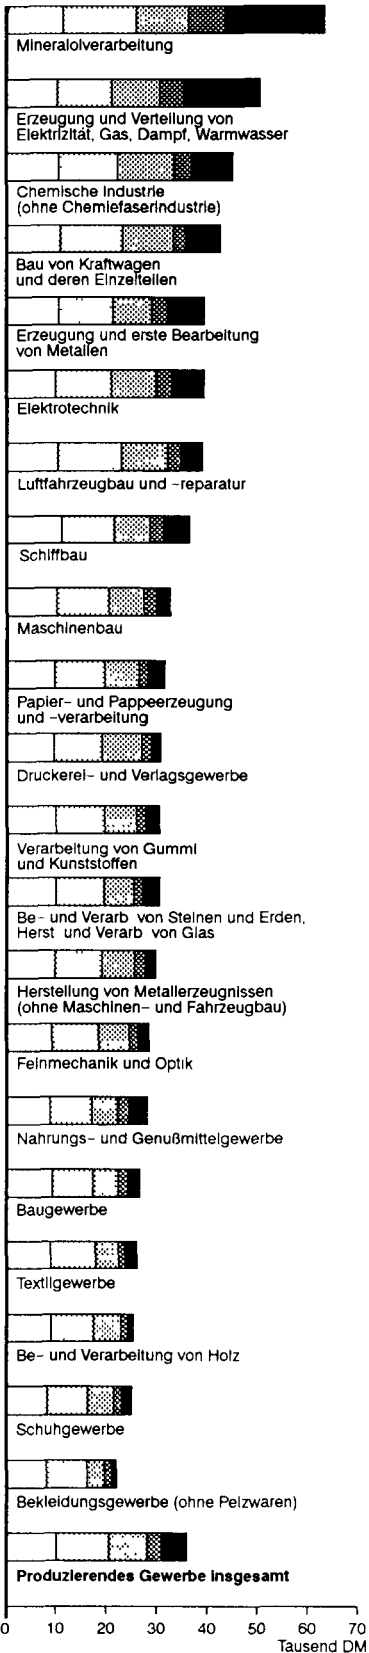 Mineralölverarbeitung
Erzeugung und Verteilung von
Elektrizität, Gas, Dampf, Warmwasser
Chemische Industrie
(ohne Chemiefaserindustrie)
Bau von Kraftwagen
und deren Einzelteilen
Erzeugung und erste Bearbeitung
von Metallen
Elektrotechnik
Luftfahrzeugbau und -reparatur
Schiffbau
Maschinenbau
Papier- und Pappeerzeugung
und -verarbeitung
Druckerei- und Verlagsgewerbe
Verarbeitung von Gummi
und Kunststoffen
Be- und Verarb von Steinen und Erden,
Herst und Verarb von Glas
Herstellung von Metallerzeugnissen
(ohne Maschinen- und Fahrzeugbau)
Feinmechanik und Optik
Nahrungs- und Genußmittelgewerbe
Baugewerbe
Textilgewerbe
Be- und Verarbeitung von Holz
Schuhgewerbe
Bekleidungsgewerbe (ohne Pelzwaren)
Produzierendes Gewerbe insgesamt
0 10 20 30 40 50 60 70
Tausend DM